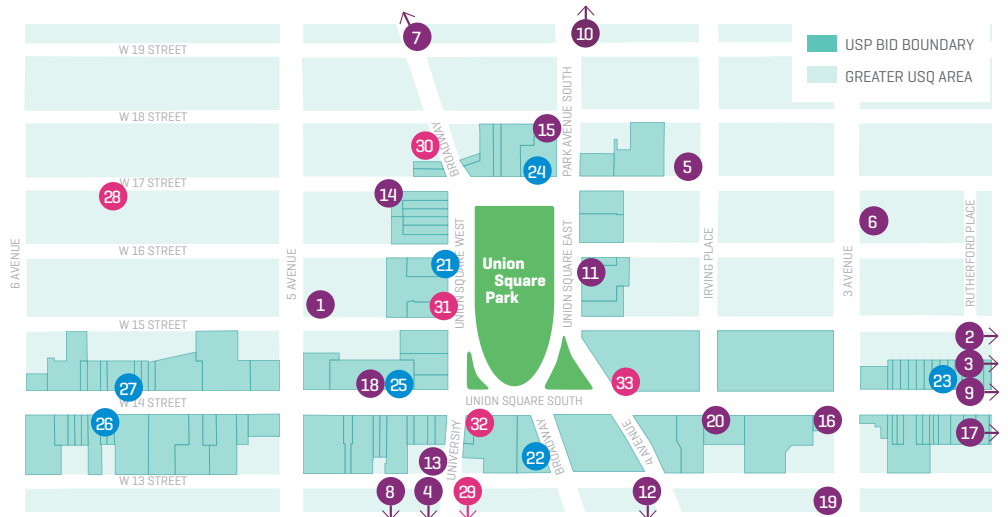 7
10
W 19 STREET
USP BID BOUNDARY
GREATER USQ AREA
PARK AVENUE SOUTH
W 18 STREET
BROADWAY
15
30
24
5
W 17 STREET
28
14
6
6 AVENUE
5 AVENUE
UNION SQUARE WEST
UNION SQUARE EAST
IRVING PLACE
3 AVENUE
RUTHERFORD PLACE
W 16 STREET
21
Union
Square
Park
11
1
31
W 15 STREET
2
3
27
18
25
33
23
9
W 14 STREET
UNION SQUARE SOUTH
26
32
20
16
17
UNIVERSITY
BROADWAY
4 AVENUE
22
13
W 13 STREET
8
4
29
12
19